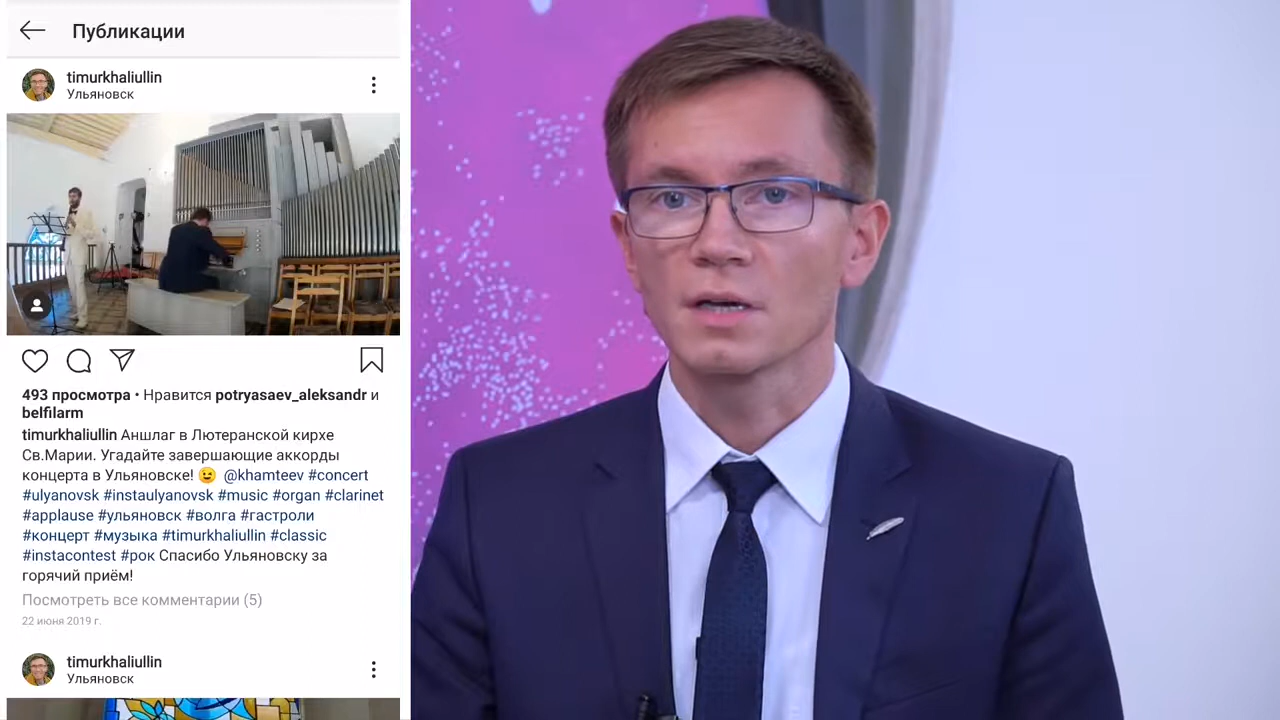 Публикации
timurkhaliullin
Ульяновск
493 просмотра • Нравится potryasaev_aleksandr и
belfilarm
timurkhaliullin Аншлаг в Лютеранской кирхе
Св.Марии. Угадайте завершающие аккорды
концерта в Ульяновске! 😉 @khamteev #concert
#ulyanovsk #instaulyanovsk #music #organ #clarinet
#applause #ульяновск #волга #гастроли
#концерт #музыка #timurkhaliullin #classic
#instacontest #рок Спасибо Ульяновску за
горячий приём!
Посмотреть все комментарии (5)
22 июня 2019 г.
timurkhaliullin
Ульяновск